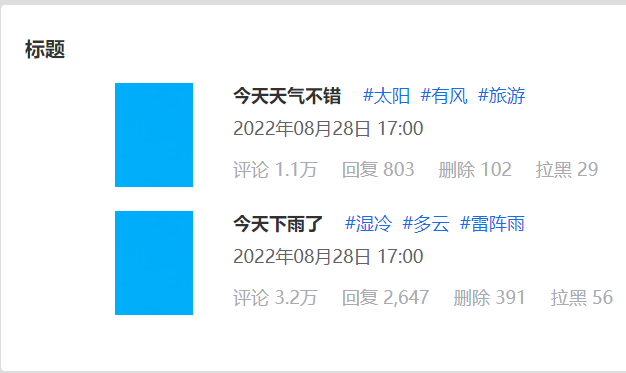 标题
今天天气不错 #太阳 #有风 #旅游
2022年08月28日 17:00
评论 1.1万 回复 803 删除 102 拉黑 29
今天下雨了 #湿冷 #多云 #雷阵雨
2022年08月28日 17:00
评论 3.2万 回复 2,647 删除 391 拉黑 56